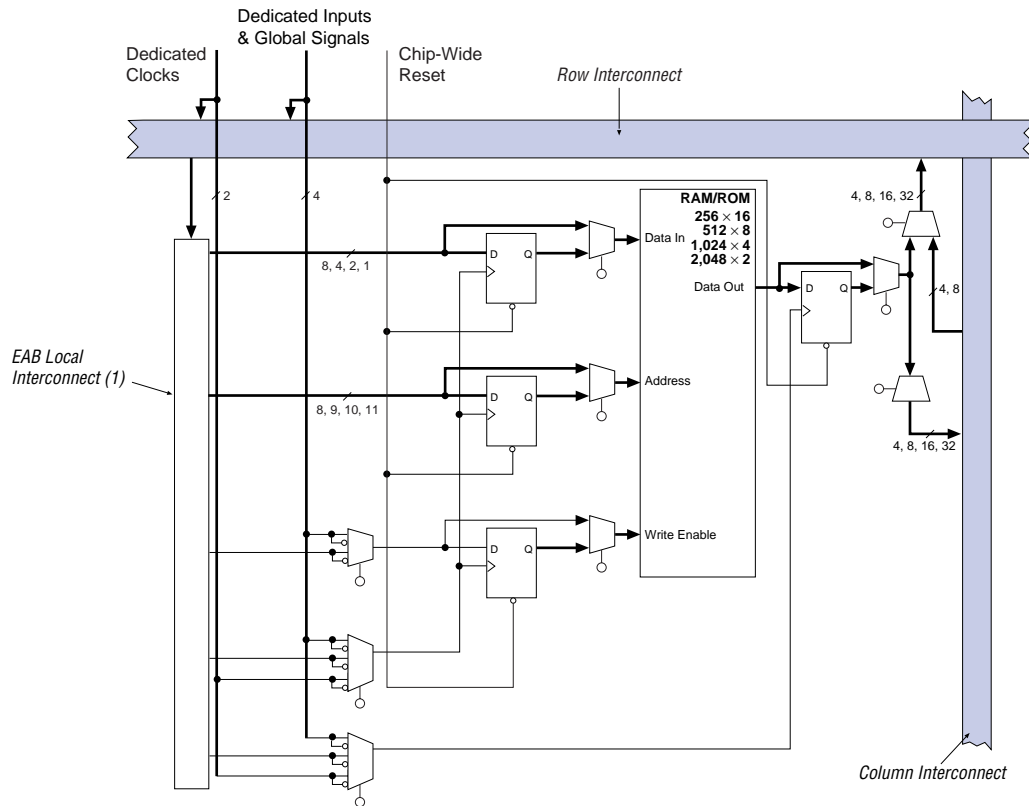 Dedicated Inputs
& Global Signals
Dedicated
Clocks
Chip-Wide
Reset
Row Interconnect
2
4
4, 8, 16, 32
RAM/ROM
256 × 16
512 × 8
1,024 × 4
2,048 × 2
Data In
D
Q
8, 4, 2, 1
Data Out
D
Q
4, 8
EAB Local
Interconnect (1)
Address
D
Q
8, 9, 10, 11
4, 8, 16, 32
Write Enable
D
Q
Column Interconnect